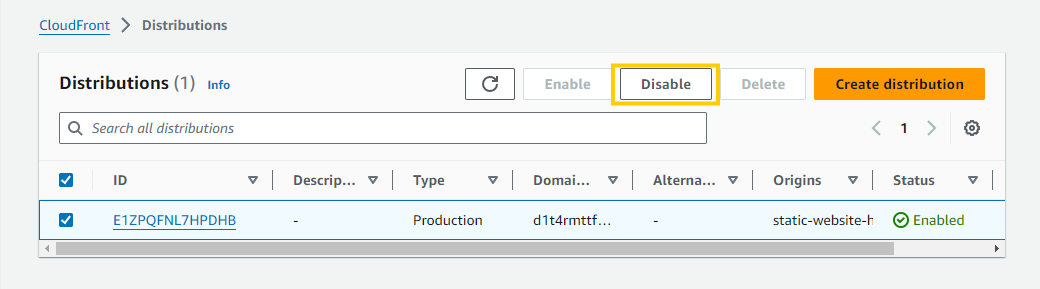 CloudFront > Distributions
Distributions (1) Info Enable Disable Delete Create distribution
Search all distributions 1
ID Descrip... Type Domai... Alterna... Origins Status
E1ZPQFNL7HPDHB - Production d1t4rmttf... - static-website-h Enabled